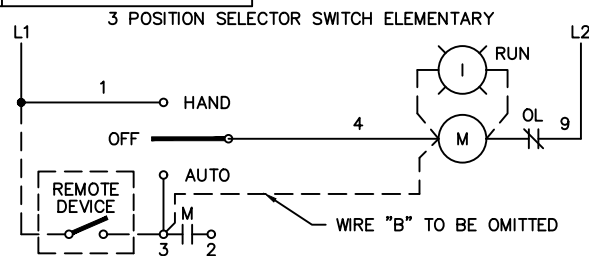 3 POSITION SELECTOR SWITCH ELEMENTARY
L1
L2
RUN
I
1
HAND
OFF
4
M
OL
9
AUTO
REMOTE
DEVICE
M
3
2
WIRE "B" TO BE OMITTED